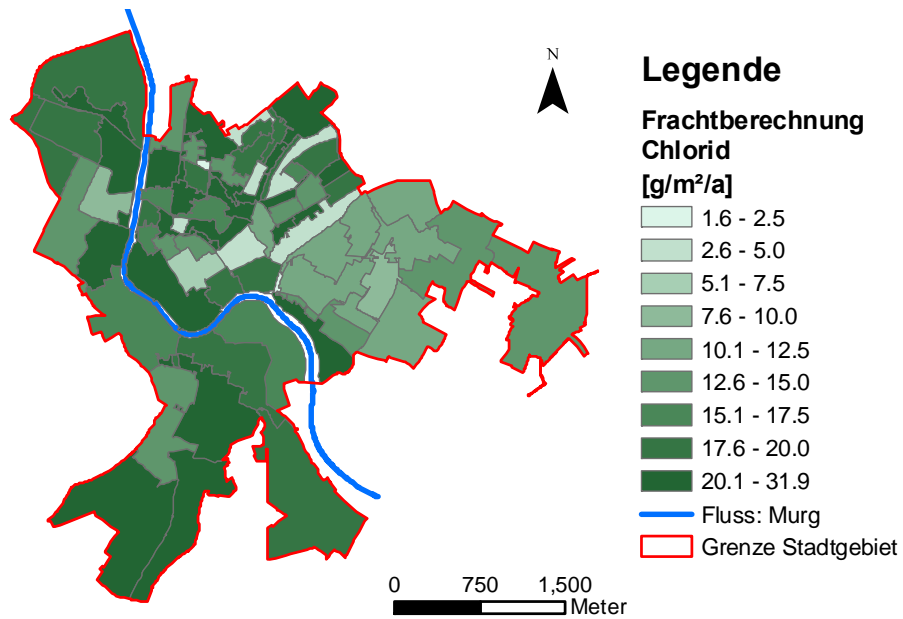 N
Legende
Frachtberechnung
Chlorid
[g/m²/a]
1.6 - 2.5
2.6 - 5.0
5.1 - 7.5
7.6 - 10.0
10.1 - 12.5
12.6 - 15.0
15.1 - 17.5
17.6 - 20.0
20.1 - 31.9
Fluss: Murg
Grenze Stadtgebiet
0 750 1,500
Meter